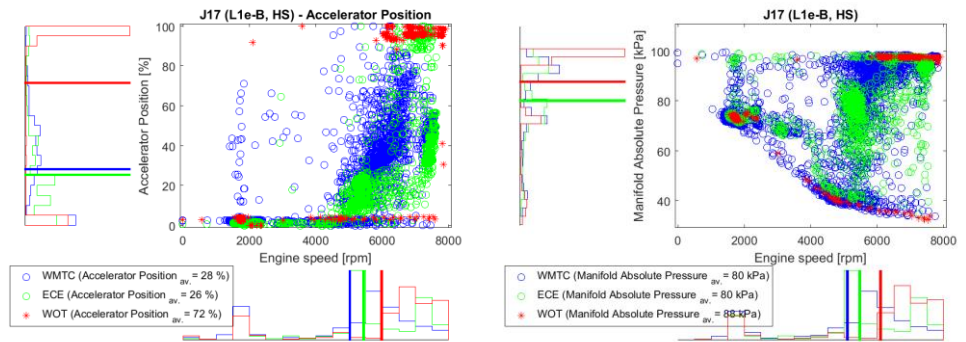 J17 (L1e-B, HS) - Accelerator Position
Accelerator Position [%]
100
80
60
40
20
0
0 2000 4000 6000 8000
Engine speed [rpm]
WMTC (Accelerator Position av. = 28 %)
ECE (Accelerator Position av. = 26 %)
WOT (Accelerator Position av. = 72 %)
J17 (L1e-B, HS)
Manifold Absolute Pressure [kPa]
100
80
60
40
0 2000 4000 6000 8000
Engine speed [rpm]
WMTC (Manifold Absolute Pressure av. = 80 kPa)
ECE (Manifold Absolute Pressure av. = 80 kPa)
WOT (Manifold Absolute Pressure av. = 88 kPa)